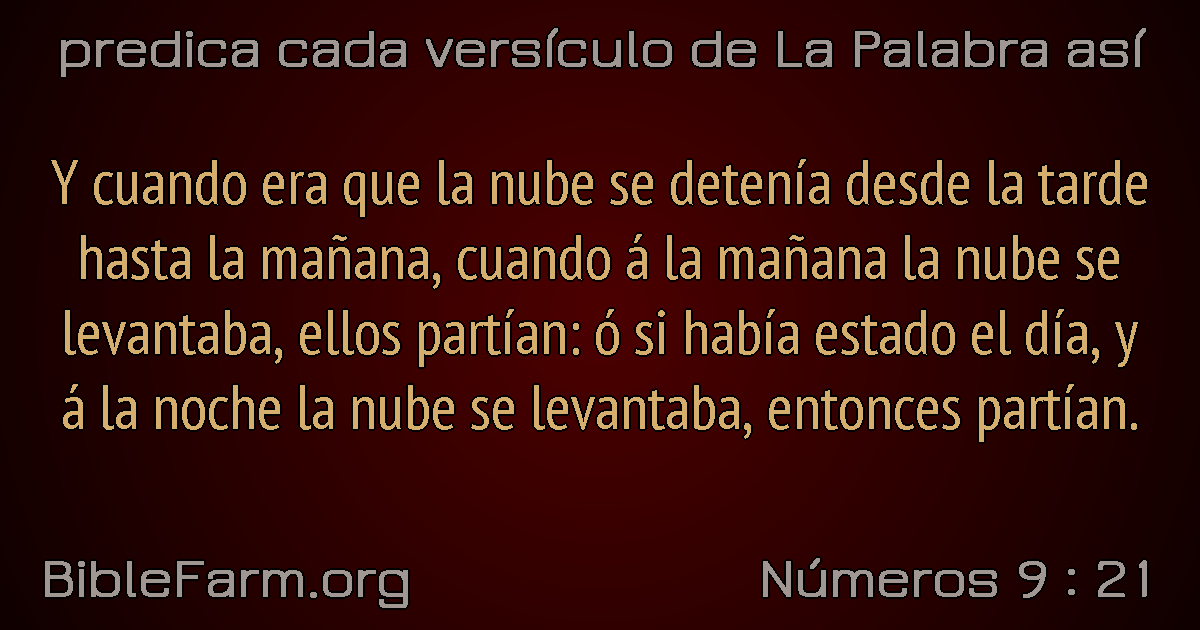 predica cada versículo de La Palabra así
Y cuando era que la nube se detenía desde la tarde
hasta la mañana, cuando á la mañana la nube se
levantaba, ellos partían: ó si había estado el día, y
á la noche la nube se levantaba, entonces partían.
BibleFarm.org
Números 9 : 21